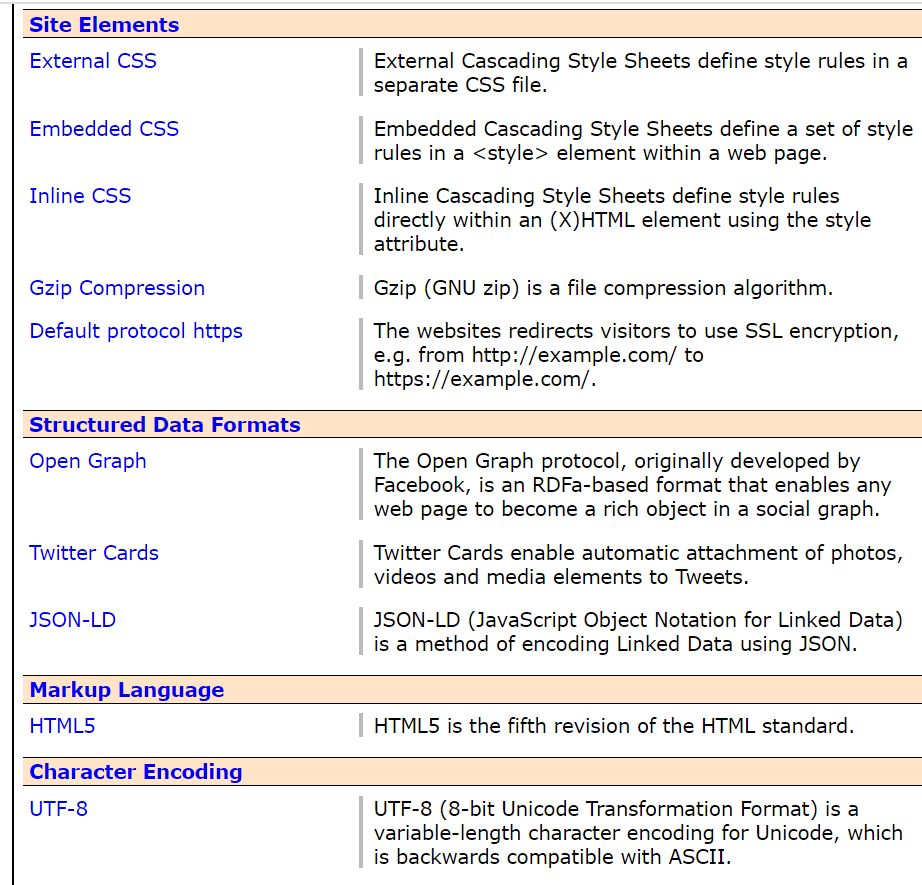 Site Elements
External CSS
External Cascading Style Sheets define style rules in a
separate CSS file.
Embedded CSS
Embedded Cascading Style Sheets define a set of style
rules in a <style> element within a web page.
Inline CSS
Inline Cascading Style Sheets define style rules
directly within an (X)HTML element using the style
attribute.
Gzip Compression
Gzip (GNU zip) is a file compression algorithm.
Default protocol https
The websites redirects visitors to use SSL encryption,
e.g. from http://example.com/ to
https://example.com/.
Structured Data Formats
Open Graph
The Open Graph protocol, originally developed by
Facebook, is an RDFa-based format that enables any
web page to become a rich object in a social graph.
Twitter Cards
Twitter Cards enable automatic attachment of photos,
videos and media elements to Tweets.
JSON-LD
JSON-LD (JavaScript Object Notation for Linked Data)
is a method of encoding Linked Data using JSON.
Markup Language
HTML5
HTML5 is the fifth revision of the HTML standard.
Character Encoding
UTF-8
UTF-8 (8-bit Unicode Transformation Format) is a
variable-length character encoding for Unicode, which
is backwards compatible with ASCII.